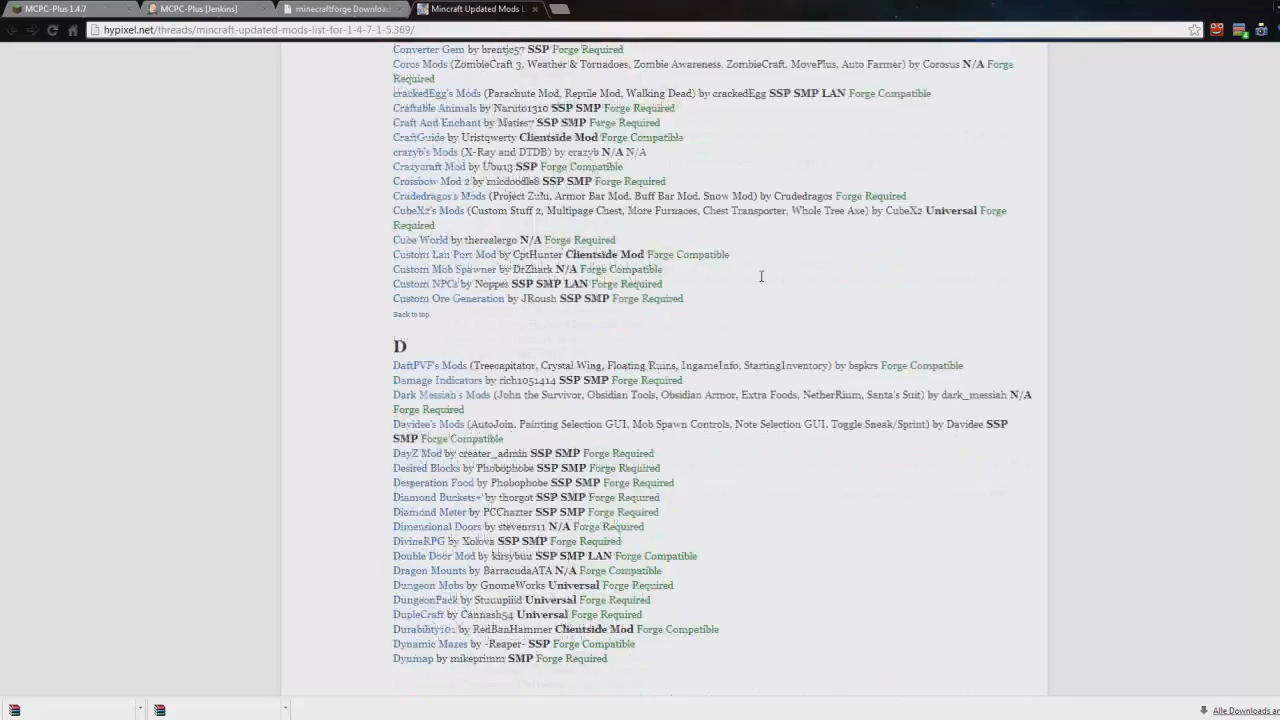 MCPC-Plus 1.4.7
MCPC-Plus [Jenkins]
minecraftforge Download
Mincraft Updated Mods L
hypixel.net/threads/mincraft-updated-mods-list-for-1-4-7-1-5.369/
Converter Gem by brentje57 SSP Forge Required
Coros Mods (ZombieCraft 3, Weather & Tornadoes, Zombie Awareness, ZombieCraft, MovePlus, Auto Farmer) by Corosus N/A Forge
Required
crackedEgg's Mods (Parachute Mod, Reptile Mod, Walking Dead) by crackedEgg SSP SMP LAN Forge Compatible
Craftable Animals by Naruto1310 SSP SMP Forge Required
Craft And Enchant by Matie97 SSP SMP Forge Required
CraftGuide by Uristqwerty Clientside Mod Forge Compatible
crazyb's Mods (X-Ray and DTDB) by crazyb N/A N/A
Crazycraft Mod by Ubu13 SSP Forge Compatible
Crossbow Mod 2 by micdoodle8 SSP SMP Forge Required
Crudedragos's Mods (Project Zulu, Armor Bar Mod, Buff Bar Mod, Snow Mod) by Crudedragos Forge Required
CubeX2's Mods (Custom Stuff 2, Multipage Chest, More Furnaces, Chest Transporter, Whole Tree Axe) by CubeX2 Universal Forge
Required
Cube World by therealergo N/A Forge Required
Custom Lan Port Mod by CptHunter Clientside Mod Forge Compatible
Custom Mob Spawner by DrZhark N/A Forge Compatible
Custom NPCs by Noppes SSP SMP LAN Forge Required
Custom Ore Generation by JRoush SSP SMP Forge Required
Back to top
D
DaftPVF's Mods (Treecapitator, Crystal Wing, Floating Ruins, IngameInfo, StartingInventory) by bspkrs Forge Compatible
Damage Indicators by rich1051414 SSP SMP Forge Required
Dark Messiah's Mods (John the Survivor, Obsidian Tools, Obsidian Armor, Extra Foods, NetherRium, Santa's Suit) by dark_messiah N/A
Forge Required
Davidee's Mods (AutoJoin, Painting Selection GUI, Mob Spawn Controls, Note Selection GUI, Toggle Sneak/Sprint) by Davidee SSP
SMP Forge Compatible
DayZ Mod by creater_admin SSP SMP Forge Required
Desired Blocks by Phobophobe SSP SMP Forge Required
Desperation Food by Phobophobe SSP SMP Forge Required
Diamond Buckets+ by thorgot SSP SMP Forge Required
Diamond Meter by PCChazter SSP SMP Forge Required
Dimensional Doors by stevenrs11 N/A Forge Required
DivineRPG by Xolova SSP SMP Forge Required
Double Door Mod by kirsybuu SSP SMP LAN Forge Compatible
Dragon Mounts by BarracudaATA N/A Forge Compatible
Dungeon Mobs by GnomeWorks Universal Forge Required
DungeonPack by Stuuupiid Universal Forge Required
DupleCraft by Cannash54 Universal Forge Required
Durability101 by RedBanHammer Clientside Mod Forge Compatible
Dynamic Mazes by -Reaper- SSP Forge Compatible
Dynmap by mikeprimm SMP Forge Required
Alle Downloads an